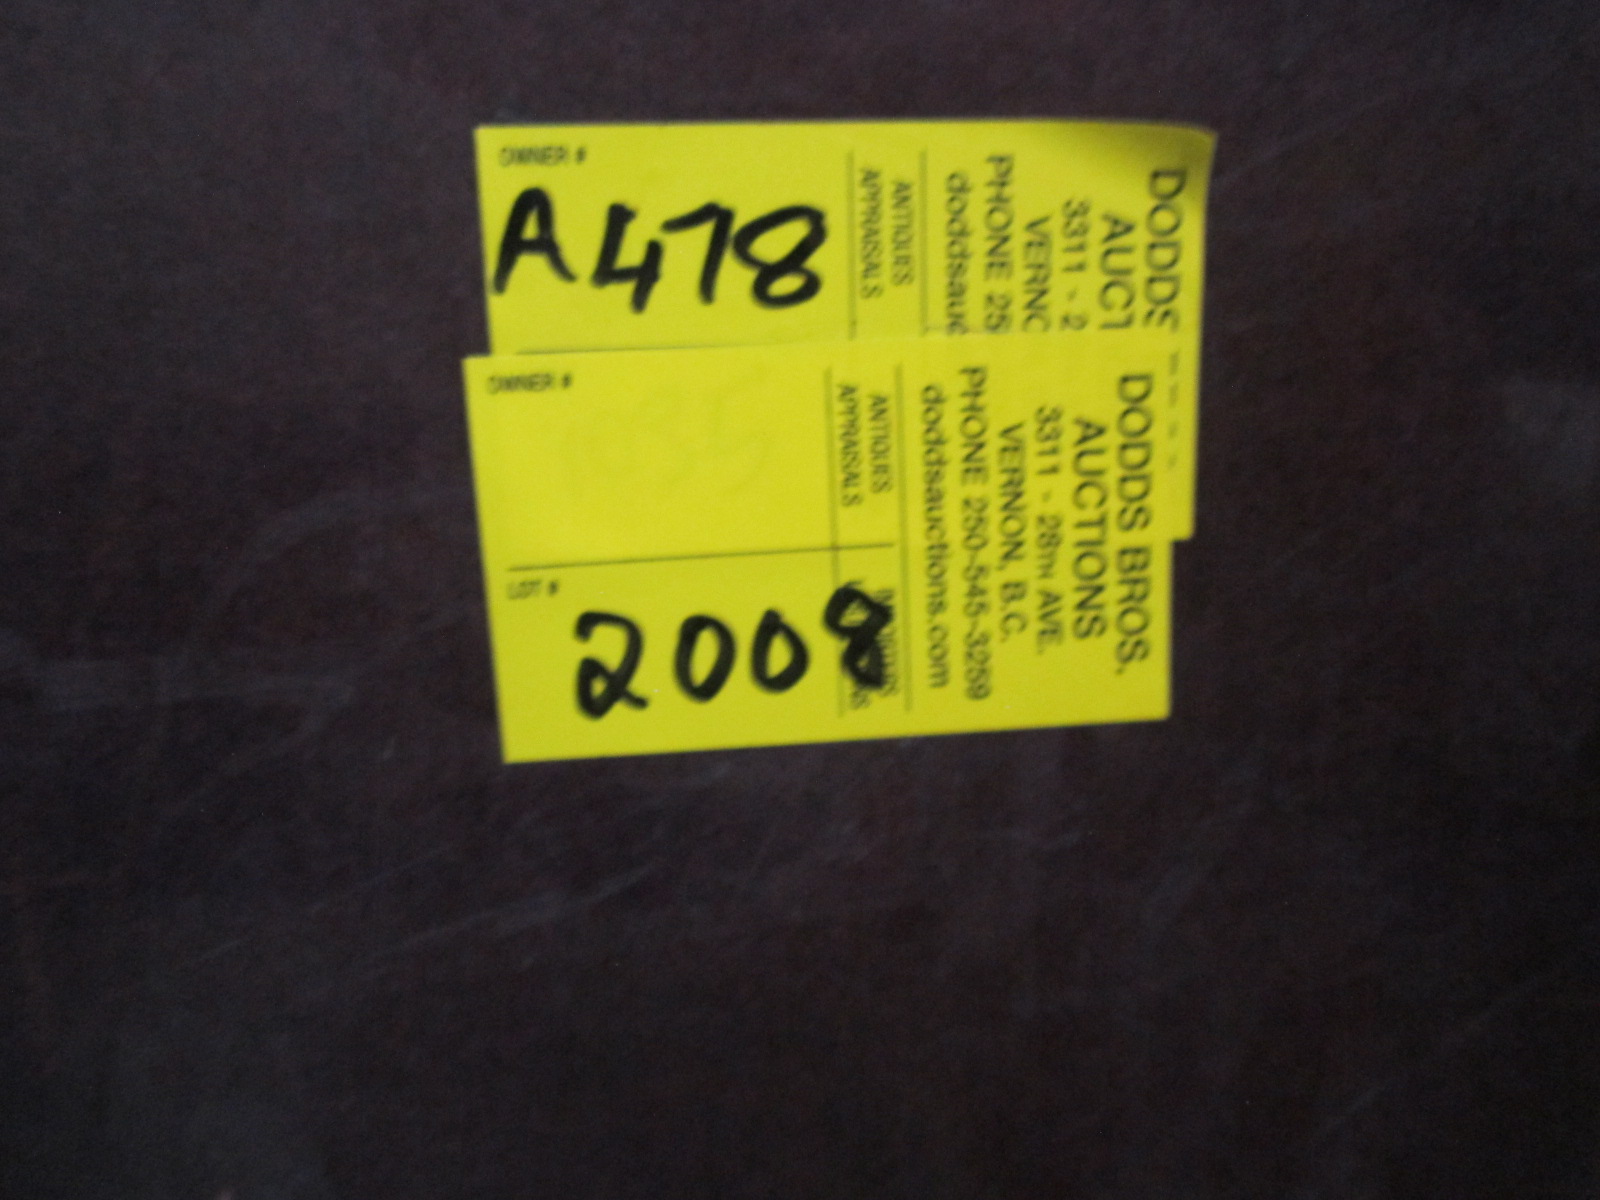 OWNER #
A478
ANTIQUES
APPRAISALS
DODDS
AUCT
3311 - 2
VERNO
PHONE 25
doddsauc
OWNER #
ANTIQUES
APPRAISALS
LOT #
2008
DODDS BROS.
AUCTIONS
3311 - 28TH AVE.
VERNON, B.C.
PHONE 250-545-3259
doddsauctions.com